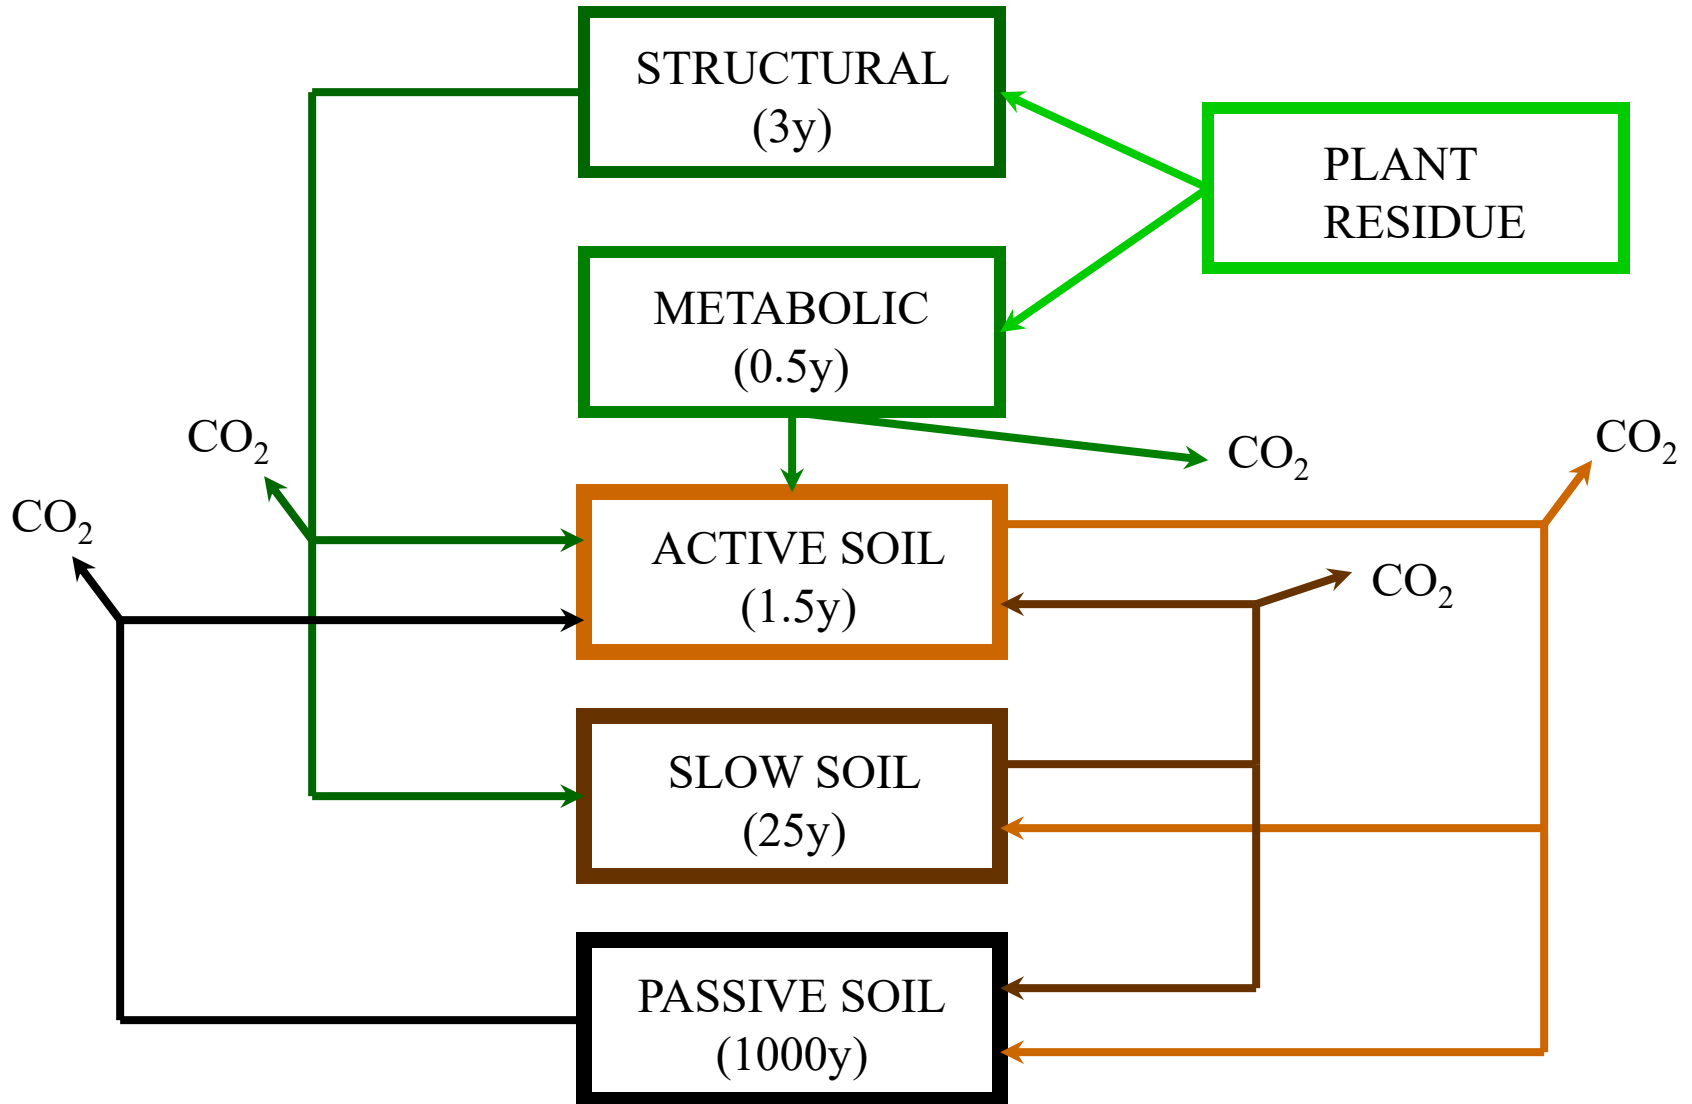 STRUCTURAL
(3y)
PLANT
RESIDUE
METABOLIC
(0.5y)
CO₂
CO₂
CO₂
CO₂
ACTIVE SOIL
(1.5y)
CO₂
SLOW SOIL
(25y)
PASSIVE SOIL
(1000y)